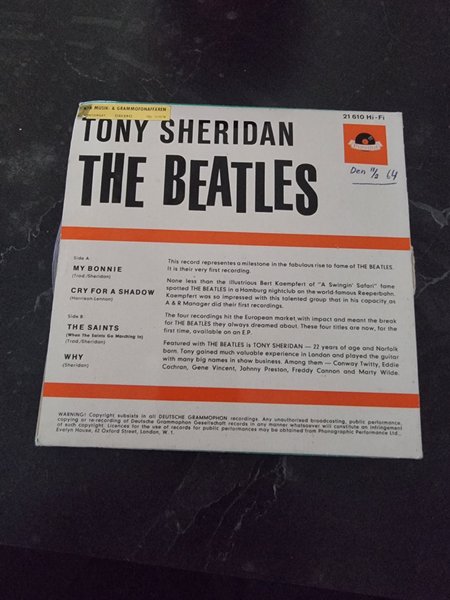 MUSIK- & GRAMMOFONAFFÄREN
TONY SHERIDAN
21 610 Hi-Fi
THE BEATLES
Den 11/2 64
Side A
MY BONNIE
(Trad./Sheridan)
CRY FOR A SHADOW
(Harrison-Lennon)
Side B
THE SAINTS
(When The Saints Go Marching In)
(Trad./Sheridan)
WHY
(Sheridan)
This record representes a milestone in the fabulous rise to fame of THE BEATLES.
It is their very first recording.
None less than the illustrious Bert Kaempfert of "A Swingin' Safari" fame
spotted THE BEATLES in a Hamburg nightclub on the world famous Reeperbahn.
Kaempfert was so impressed with this talented group that in his capacity as
A & R Manager did their first recordings.
The four recordings hit the European market with impact and meant the break
for THE BEATLES they always dreamed about. These four titles are now, for the
first time, available on an E.P.
Featured with THE BEATLES is TONY SHERIDAN — 22 years of age and Norfolk
born. Tony gained much valuable experience in London and played the guitar
with many big names in show business. Among them — Conway Twitty, Eddie
Cochran, Gene Vincent, Johnny Preston, Freddy Cannon and Marty Wilde.
WARNING! Copyright subsists in all DEUTSCHE GRAMMOPHON recordings. Any unauthorised broadcasting, public performance,
copying or re-recording of Deutsche Grammophon Gesellschaft records in any manner whatsoever will constitute an infringement
of such copyright. Licences for the use of records for public performances may be obtained from Phonographic Performance Ltd.,
Evelyn House, 62 Oxford Street, London, W. 1.